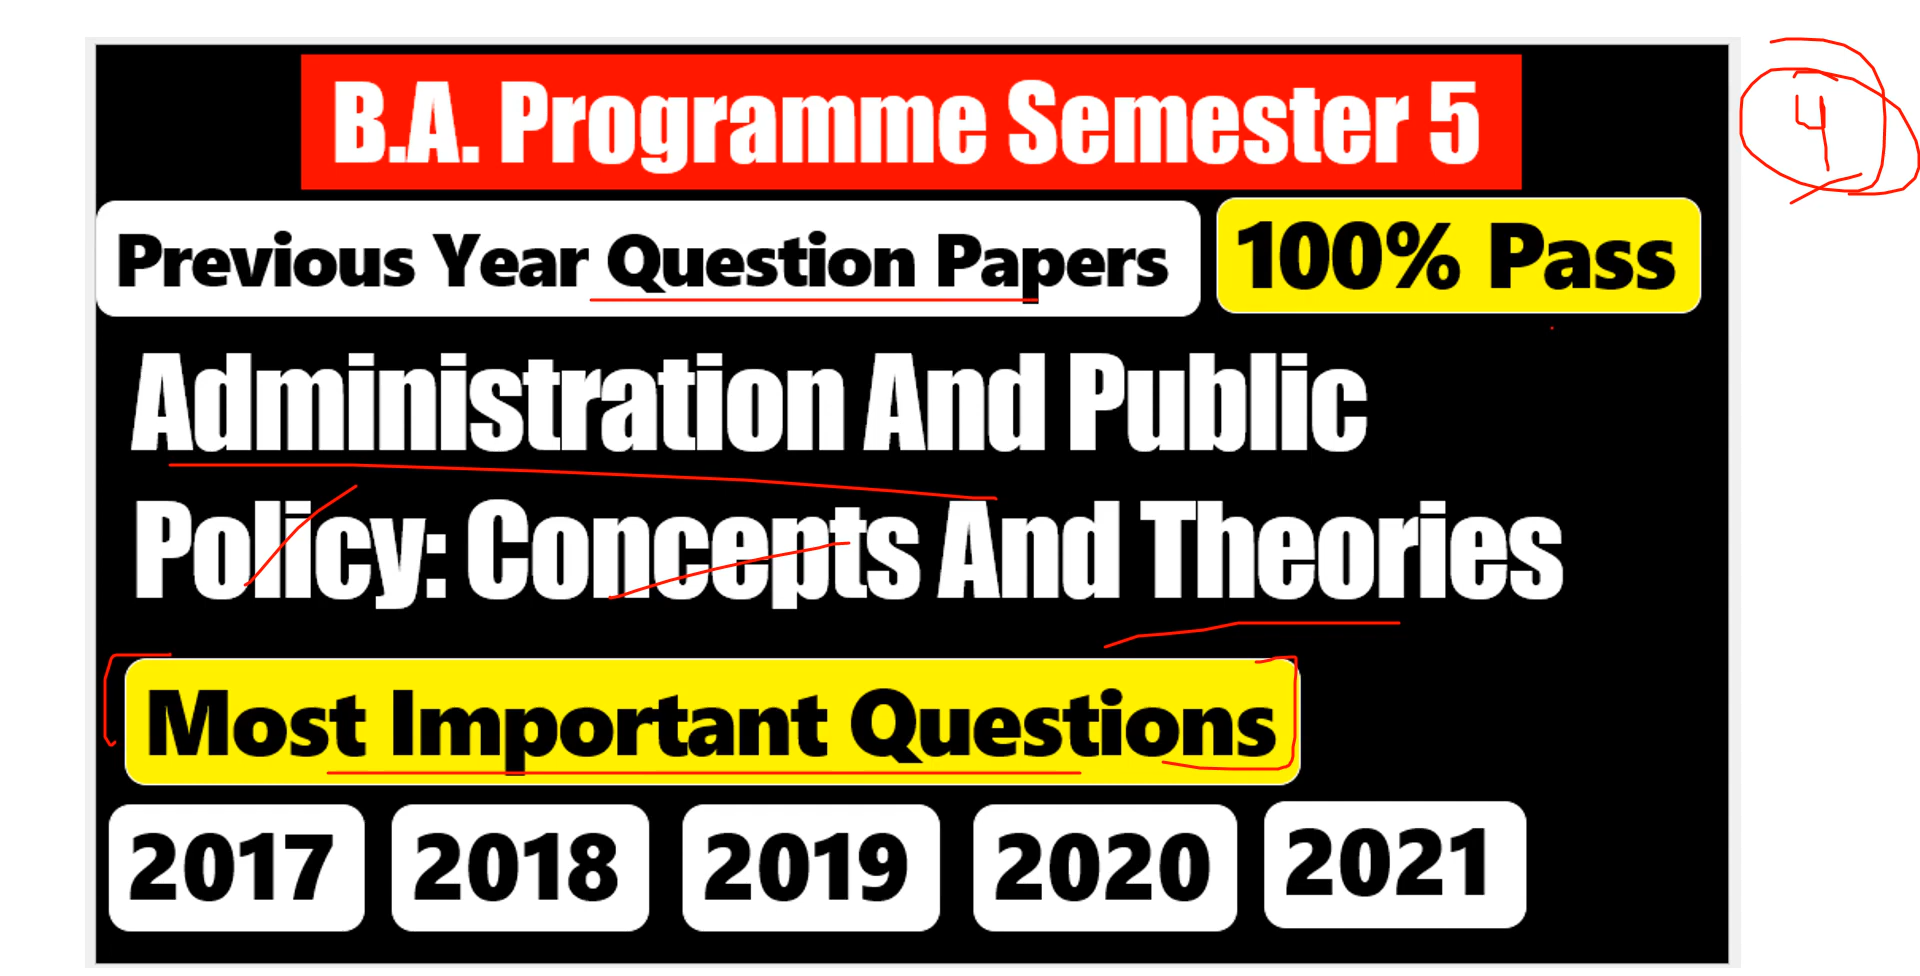 B.A. Programme Semester 5
4
Previous Year Question Papers
100% Pass
Administration And Public
Policy: Concepts And Theories
Most Important Questions
2017 2018 2019 2020 2021